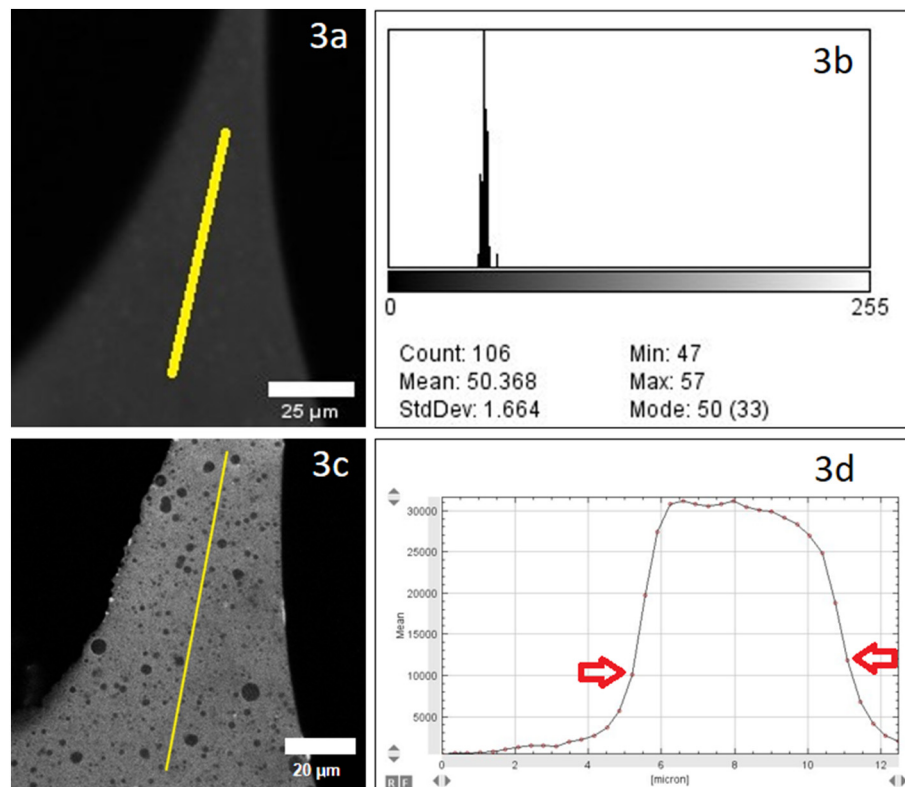 3a
25 µm
3b
0 255
Count: 106 Min: 47
Mean: 50.368 Max: 57
StdDev: 1.664 Mode: 50 (33)
3c
20 µm
3d
30000
25000
20000
15000
10000
5000
Mean
0 2 4 6 8 10 12
[micron]
R F